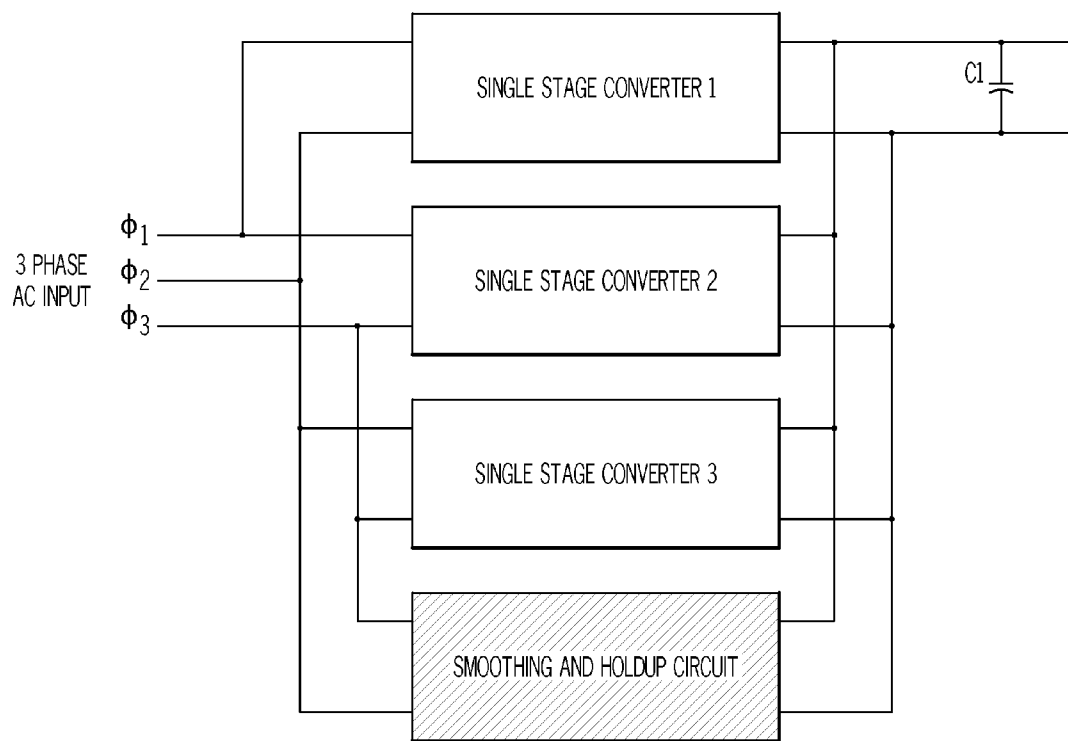 SINGLE STAGE CONVERTER 1
C1
Φ1
SINGLE STAGE CONVERTER 2
3 PHASE
AC INPUT
Φ2
Φ3
SINGLE STAGE CONVERTER 3
SMOOTHING AND HOLDUP CIRCUIT